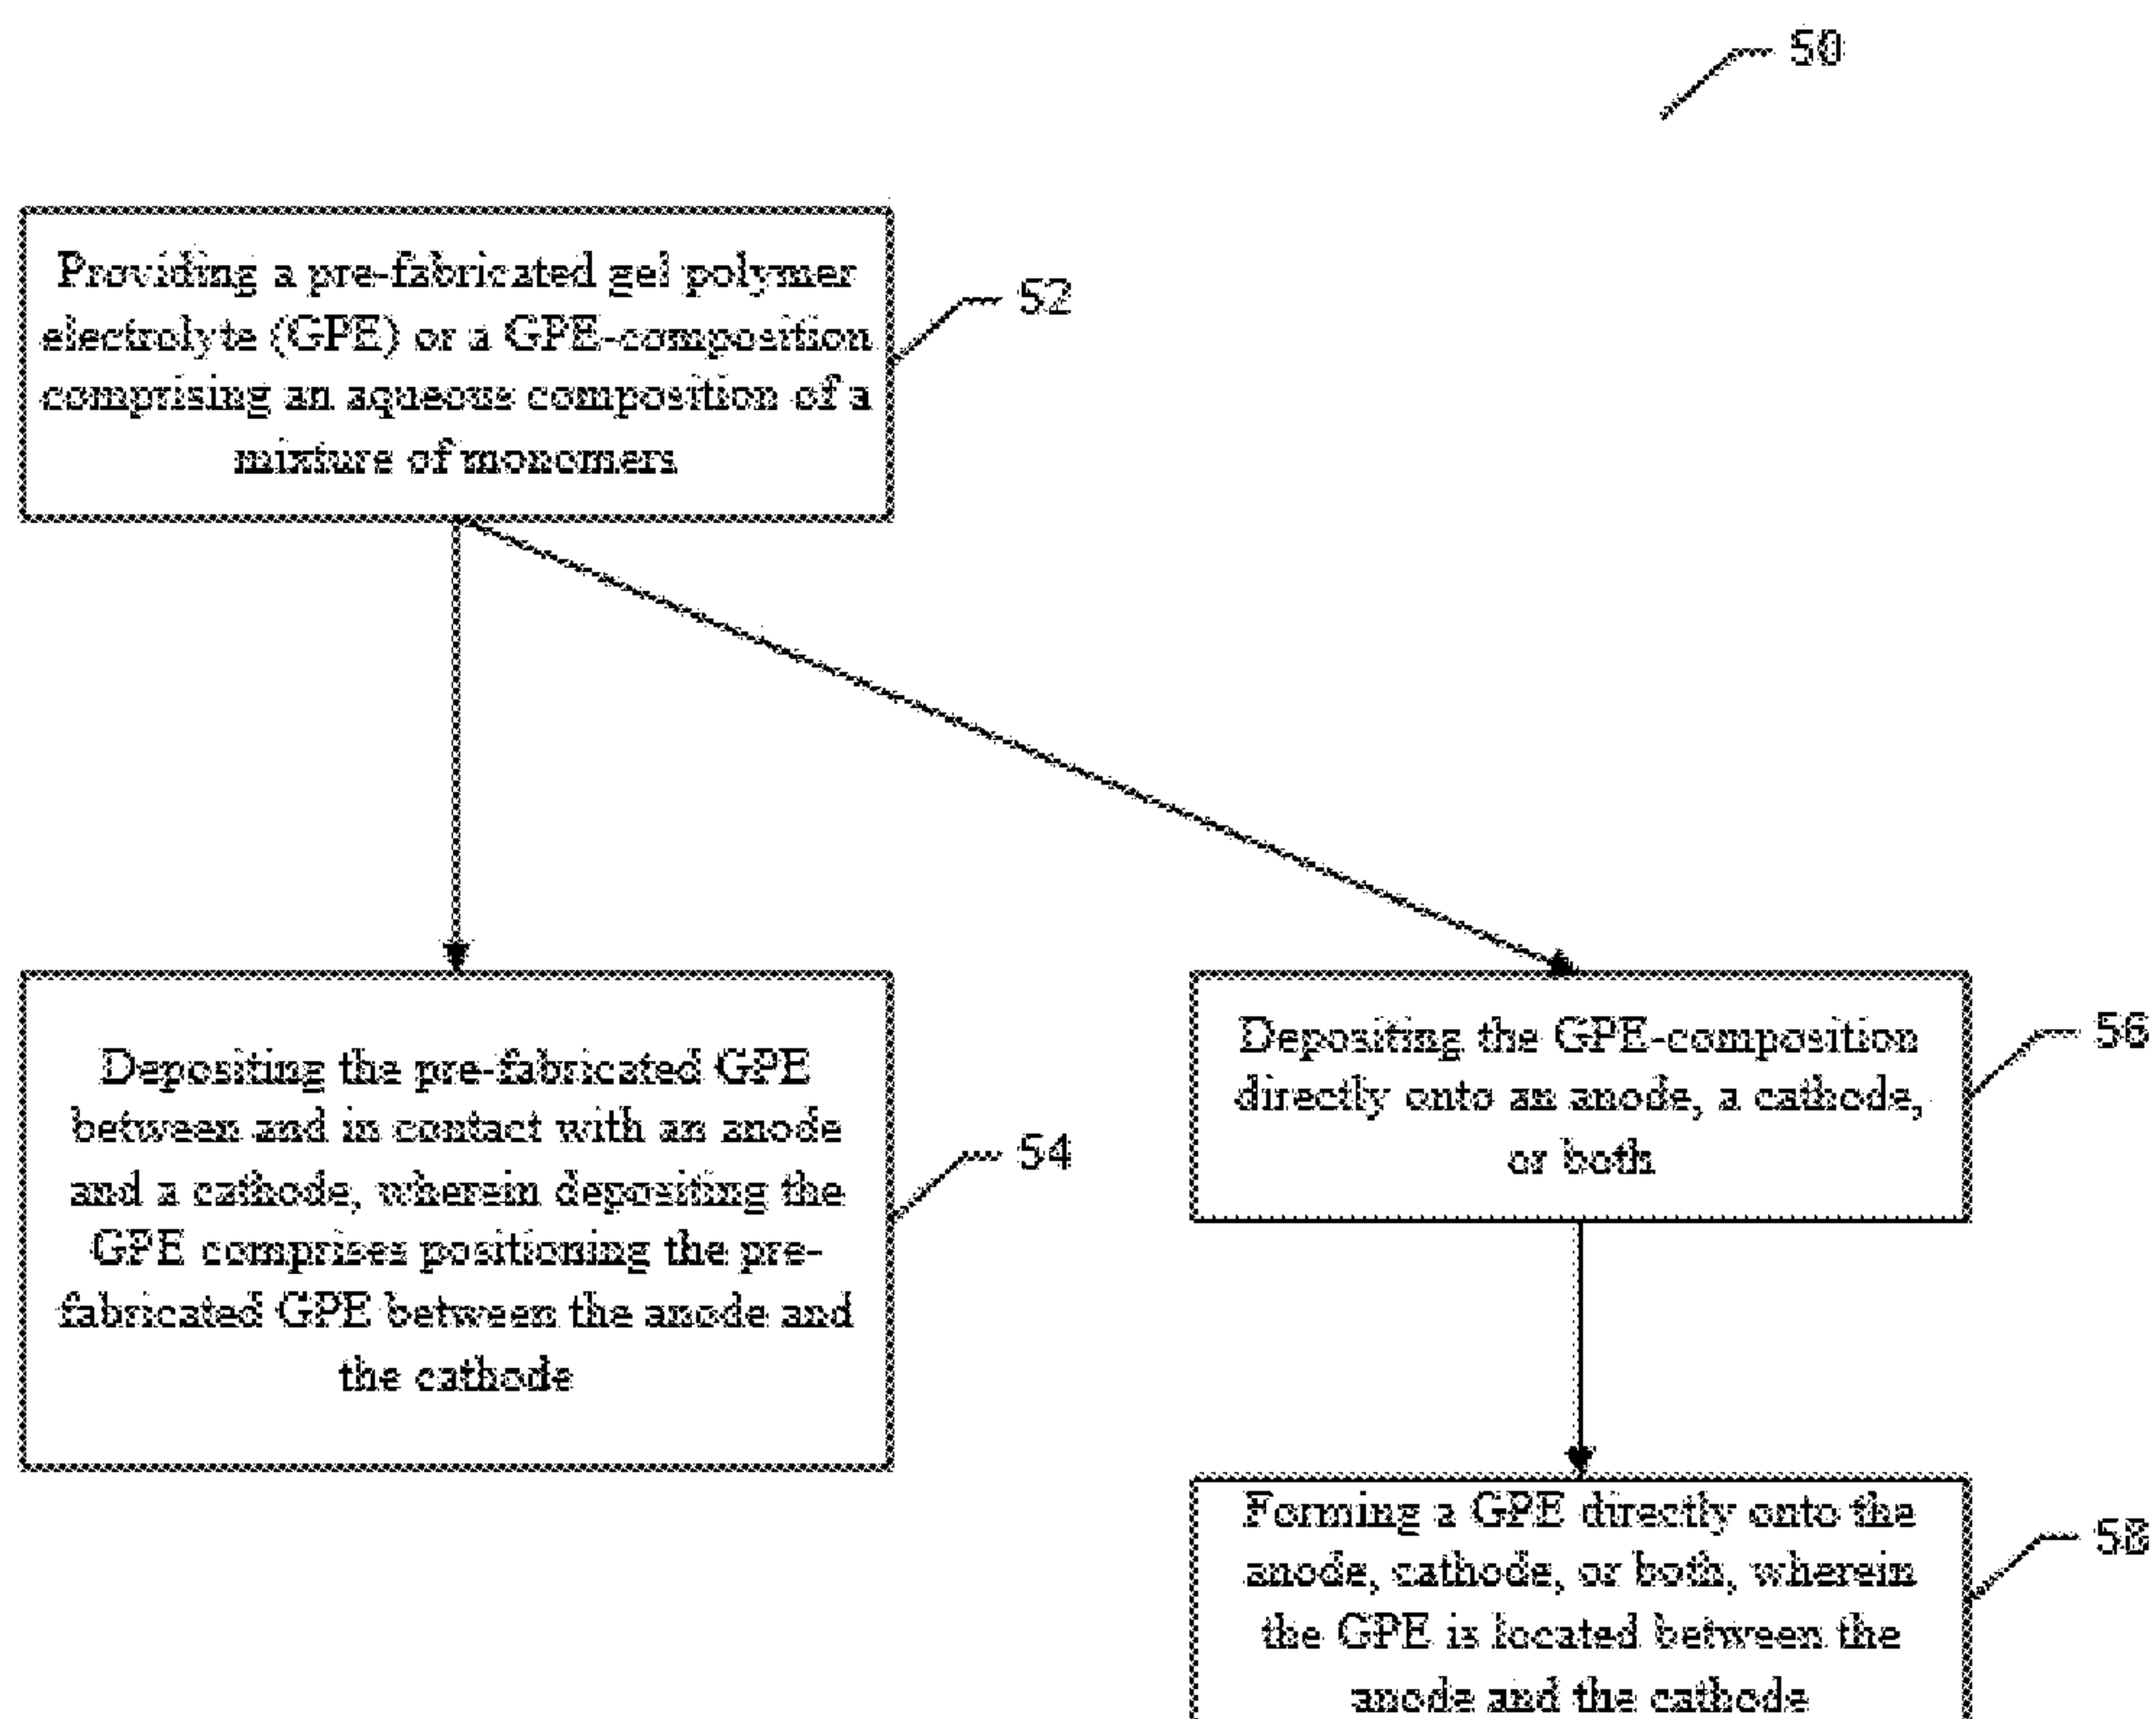 50
Providing a pre-fabricated gel polymer
electrolyte (GPE) or a GPE-composition
comprising an aqueous composition of a
mixture of monomers
52
Depositing the pre-fabricated GPE
between and in contact with an anode
and a cathode, wherein depositing the
GPE comprises positioning the pre-
fabricated GPE between the anode and
the cathode
54
Depositing the GPE-composition
directly onto an anode, a cathode,
or both
56
Forming a GPE directly onto the
anode, cathode, or both, wherein
the GPE is located between the
anode and the cathode
58